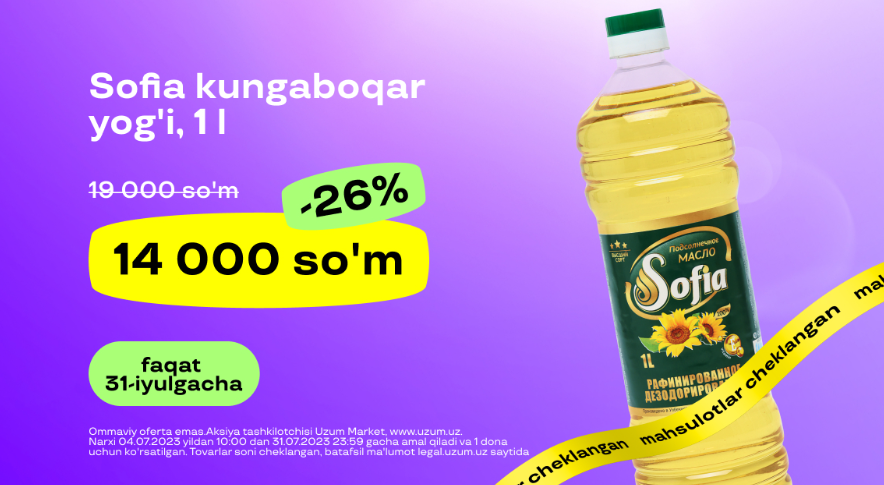 Sofia kungaboqar
yog'i, 1 l
19 000 so'm
-26%
14 000 so'm
faqat
31-iyulgacha
Ommaviy oferta emas.Aksiya tashkilotchisi Uzum Market, www.uzum.uz.
Narxi 04.07.2023 yildan 10:00 dan 31.07.2023 23:59 gacha amal qiladi va 1 dona
uchun ko'rsatilgan. Tovarlar soni cheklangan, batafsil ma'lumot legal.uzum.uz saytida
ВЫСШИЙ
СОРТ
Подсолнечное
МАСЛО
Sofia
100%
1L
РАФИНИРОВАННОЕ
cheklangan mahsulotlar cheklangan